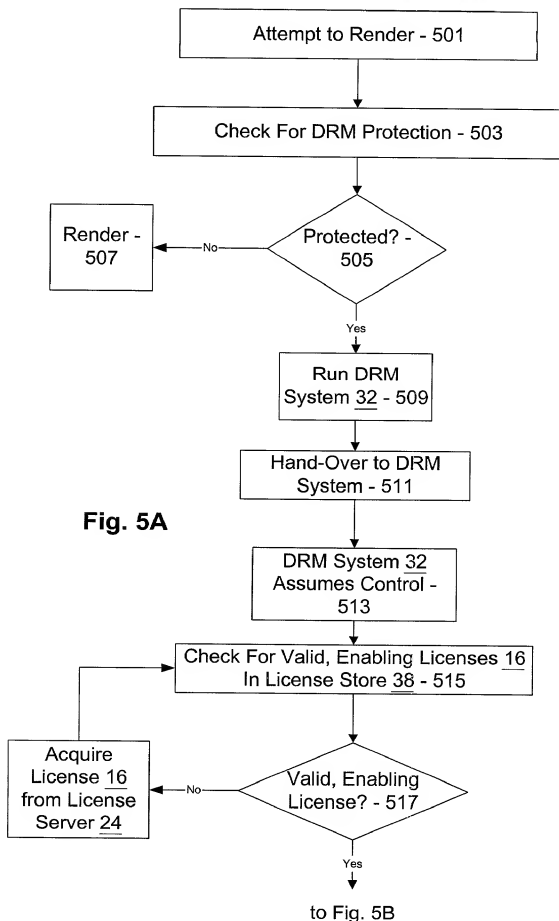 Attempt to Render - 501
Check For DRM Protection - 503
Render -
507
No
Protected? -
505
Yes
Run DRM
System 32 - 509
Hand-Over to DRM
System - 511
Fig. 5A
DRM System 32
Assumes Control -
513
Check For Valid, Enabling Licenses 16
In License Store 38 - 515
Acquire
License 16
from License
Server 24
No
Valid, Enabling
License? - 517
Yes
to Fig. 5B